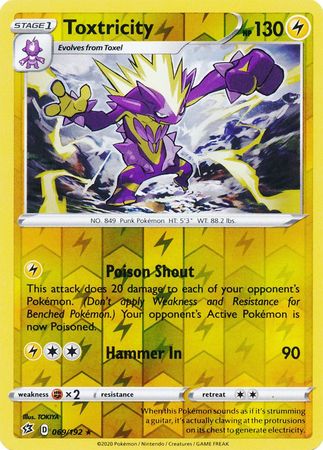 STAGE 1
Toxtricity
HP 130
Evolves from Toxel
NO. 849 Punk Pokémon HT: 5'3" WT: 88.2 lbs.
Poison Shout
This attack does 20 damage to each of your opponent's
Pokémon. (Don't apply Weakness and Resistance for
Benched Pokémon.) Your opponent's Active Pokémon is
now Poisoned.
Hammer In 90
weakness ×2 resistance retreat
Illus. TOKIYA
D 069/192 ★
When this Pokémon sounds as if it's strumming
a guitar, it's actually clawing at the protrusions
on its chest to generate electricity.
©2020 Pokémon / Nintendo / Creatures / GAME FREAK